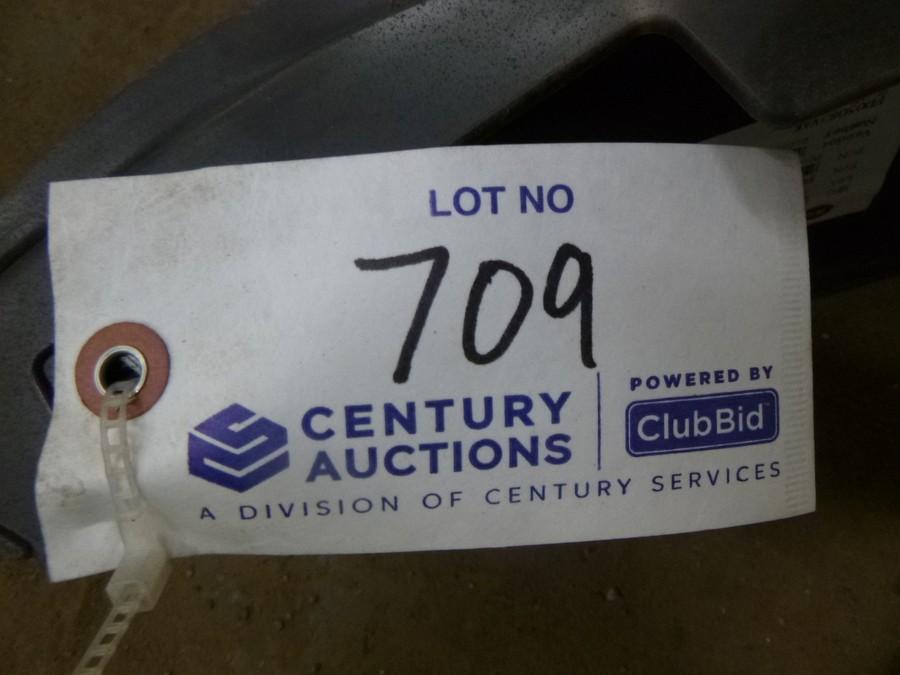 LOT NO
709
CENTURY
AUCTIONS
POWERED BY
ClubBid
A DIVISION OF CENTURY SERVICES